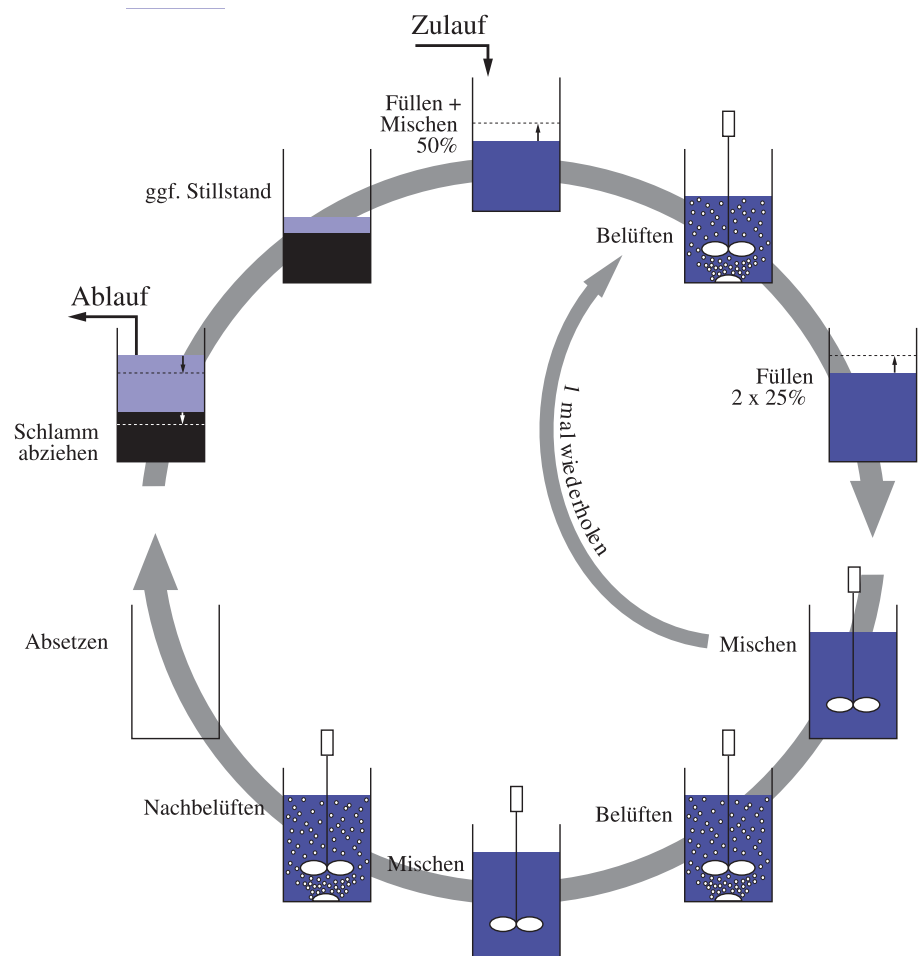 Zulauf
Füllen +
Mischen
50%
ggf. Stillstand
Belüften
Ablauf
Füllen
2 x 25%
Schlamm
abziehen
1 mal wiederholen
Absetzen
Mischen
Nachbelüften
Belüften
Mischen